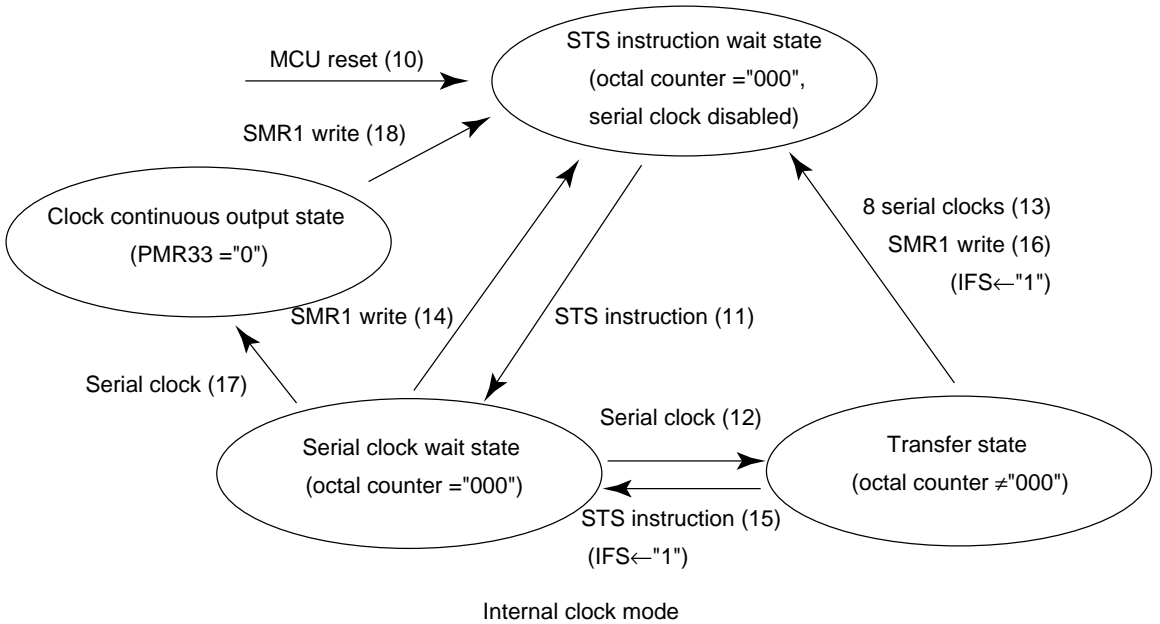 STS instruction wait state
(octal counter ="000",
serial clock disabled)
MCU reset (10)
SMR1 write (18)
Clock continuous output state
(PMR33 ="0")
8 serial clocks (13)
SMR1 write (16)
(IFS←"1")
SMR1 write (14)
STS instruction (11)
Serial clock (17)
Serial clock wait state
(octal counter ="000")
Serial clock (12)
Transfer state
(octal counter ≠"000")
STS instruction (15)
(IFS←"1")
Internal clock mode